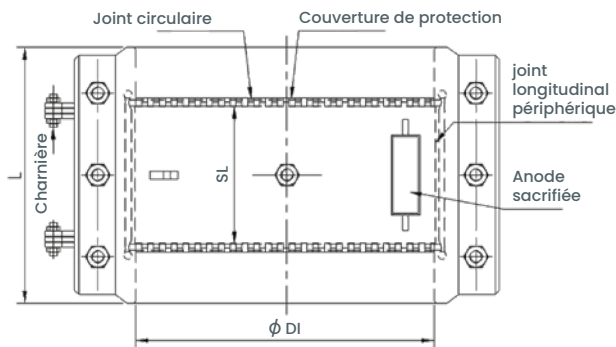 Joint circulaire
Couverture de protection
joint
longitudinal
périphérique
Charnière
L
SL
Anode
sacrifiée
ϕ DI